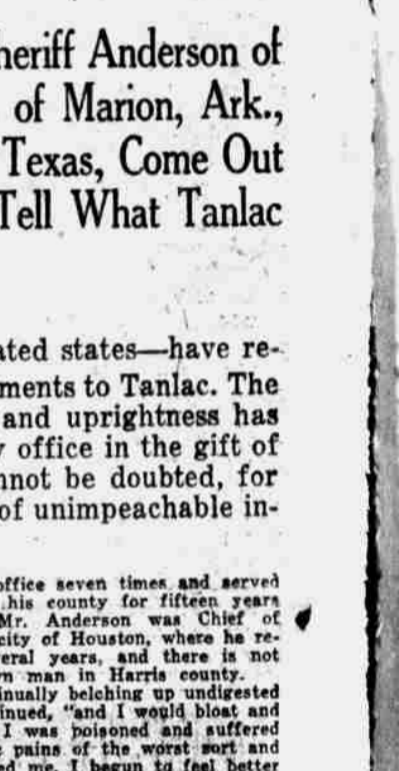 heriff Anderson of
of Marion, Ark.,
Texas, Come Out
Tell What Tanlac
ated states—have re-
ments to Tanlac. The
and uprightness has
y office in the gift of
nnot be doubted, for
of unimpeachable in-
office seven times and served
his county for fifteen years
Mr. Anderson was Chief of
city of Houston, where he re-
eral years, and there is not
n man in Harris county.
inually belching up undigested
inued, "and I would bloat and
I was poisoned and suffered
pains of the worst sort and
ed me. I begun to feel better